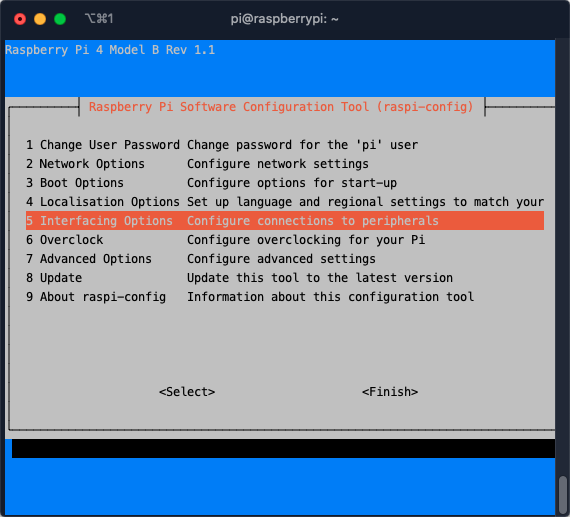 ⌥⌘1 pi@raspberrypi: ~
Raspberry Pi 4 Model B Rev 1.1
Raspberry Pi Software Configuration Tool (raspi-config)
1 Change User Password Change password for the 'pi' user
2 Network Options Configure network settings
3 Boot Options Configure options for start-up
4 Localisation Options Set up language and regional settings to match your
5 Interfacing Options Configure connections to peripherals
6 Overclock Configure overclocking for your Pi
7 Advanced Options Configure advanced settings
8 Update Update this tool to the latest version
9 About raspi-config Information about this configuration tool
<Select> <Finish>